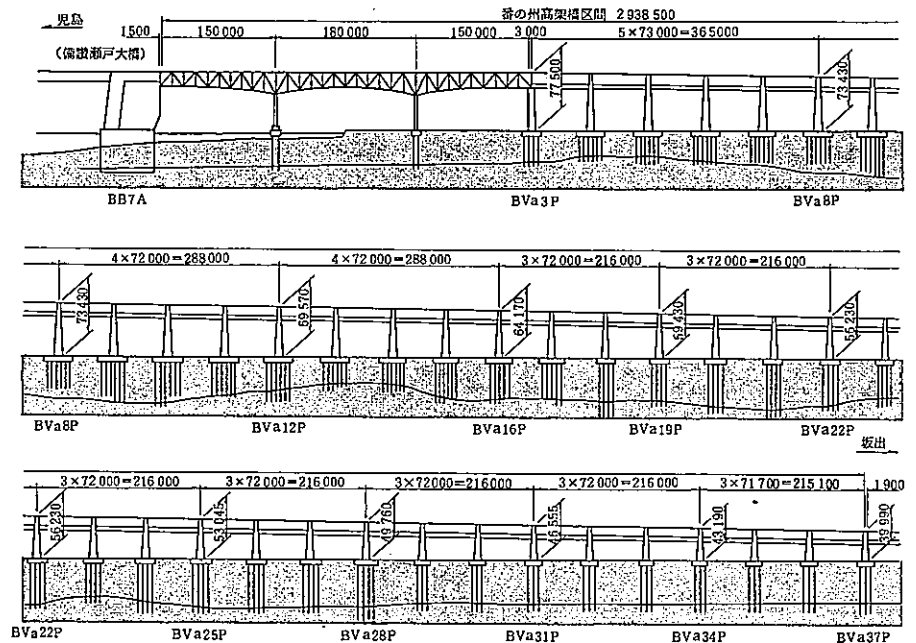 児島
番の州高架橋区間 2 938 500
1,500 150 000 180 000 150 000 3 000 5×73 000=365000
(備讃瀬戸大橋)
77 500 73 430
BB7A BVa3P BVa8P
4×72 000=288 000 4×72 000=288 000 3×72 000=216 000 3×72 000=216 000
73 430 69 570 64 170 59 430 56 230
BVa8P BVa12P BVa16P BVa19P BVa22P
坂出
3×72 000=216 000 3×72 000=216 000 3×72 000=216 000 3×72 000=216 000 3×71 700=215 100 1 900
56 230 53 045 49 760 46 555 43 190 39 990
BVa22P BVa25P BVa28P BVa31P BVa34P BVa37P